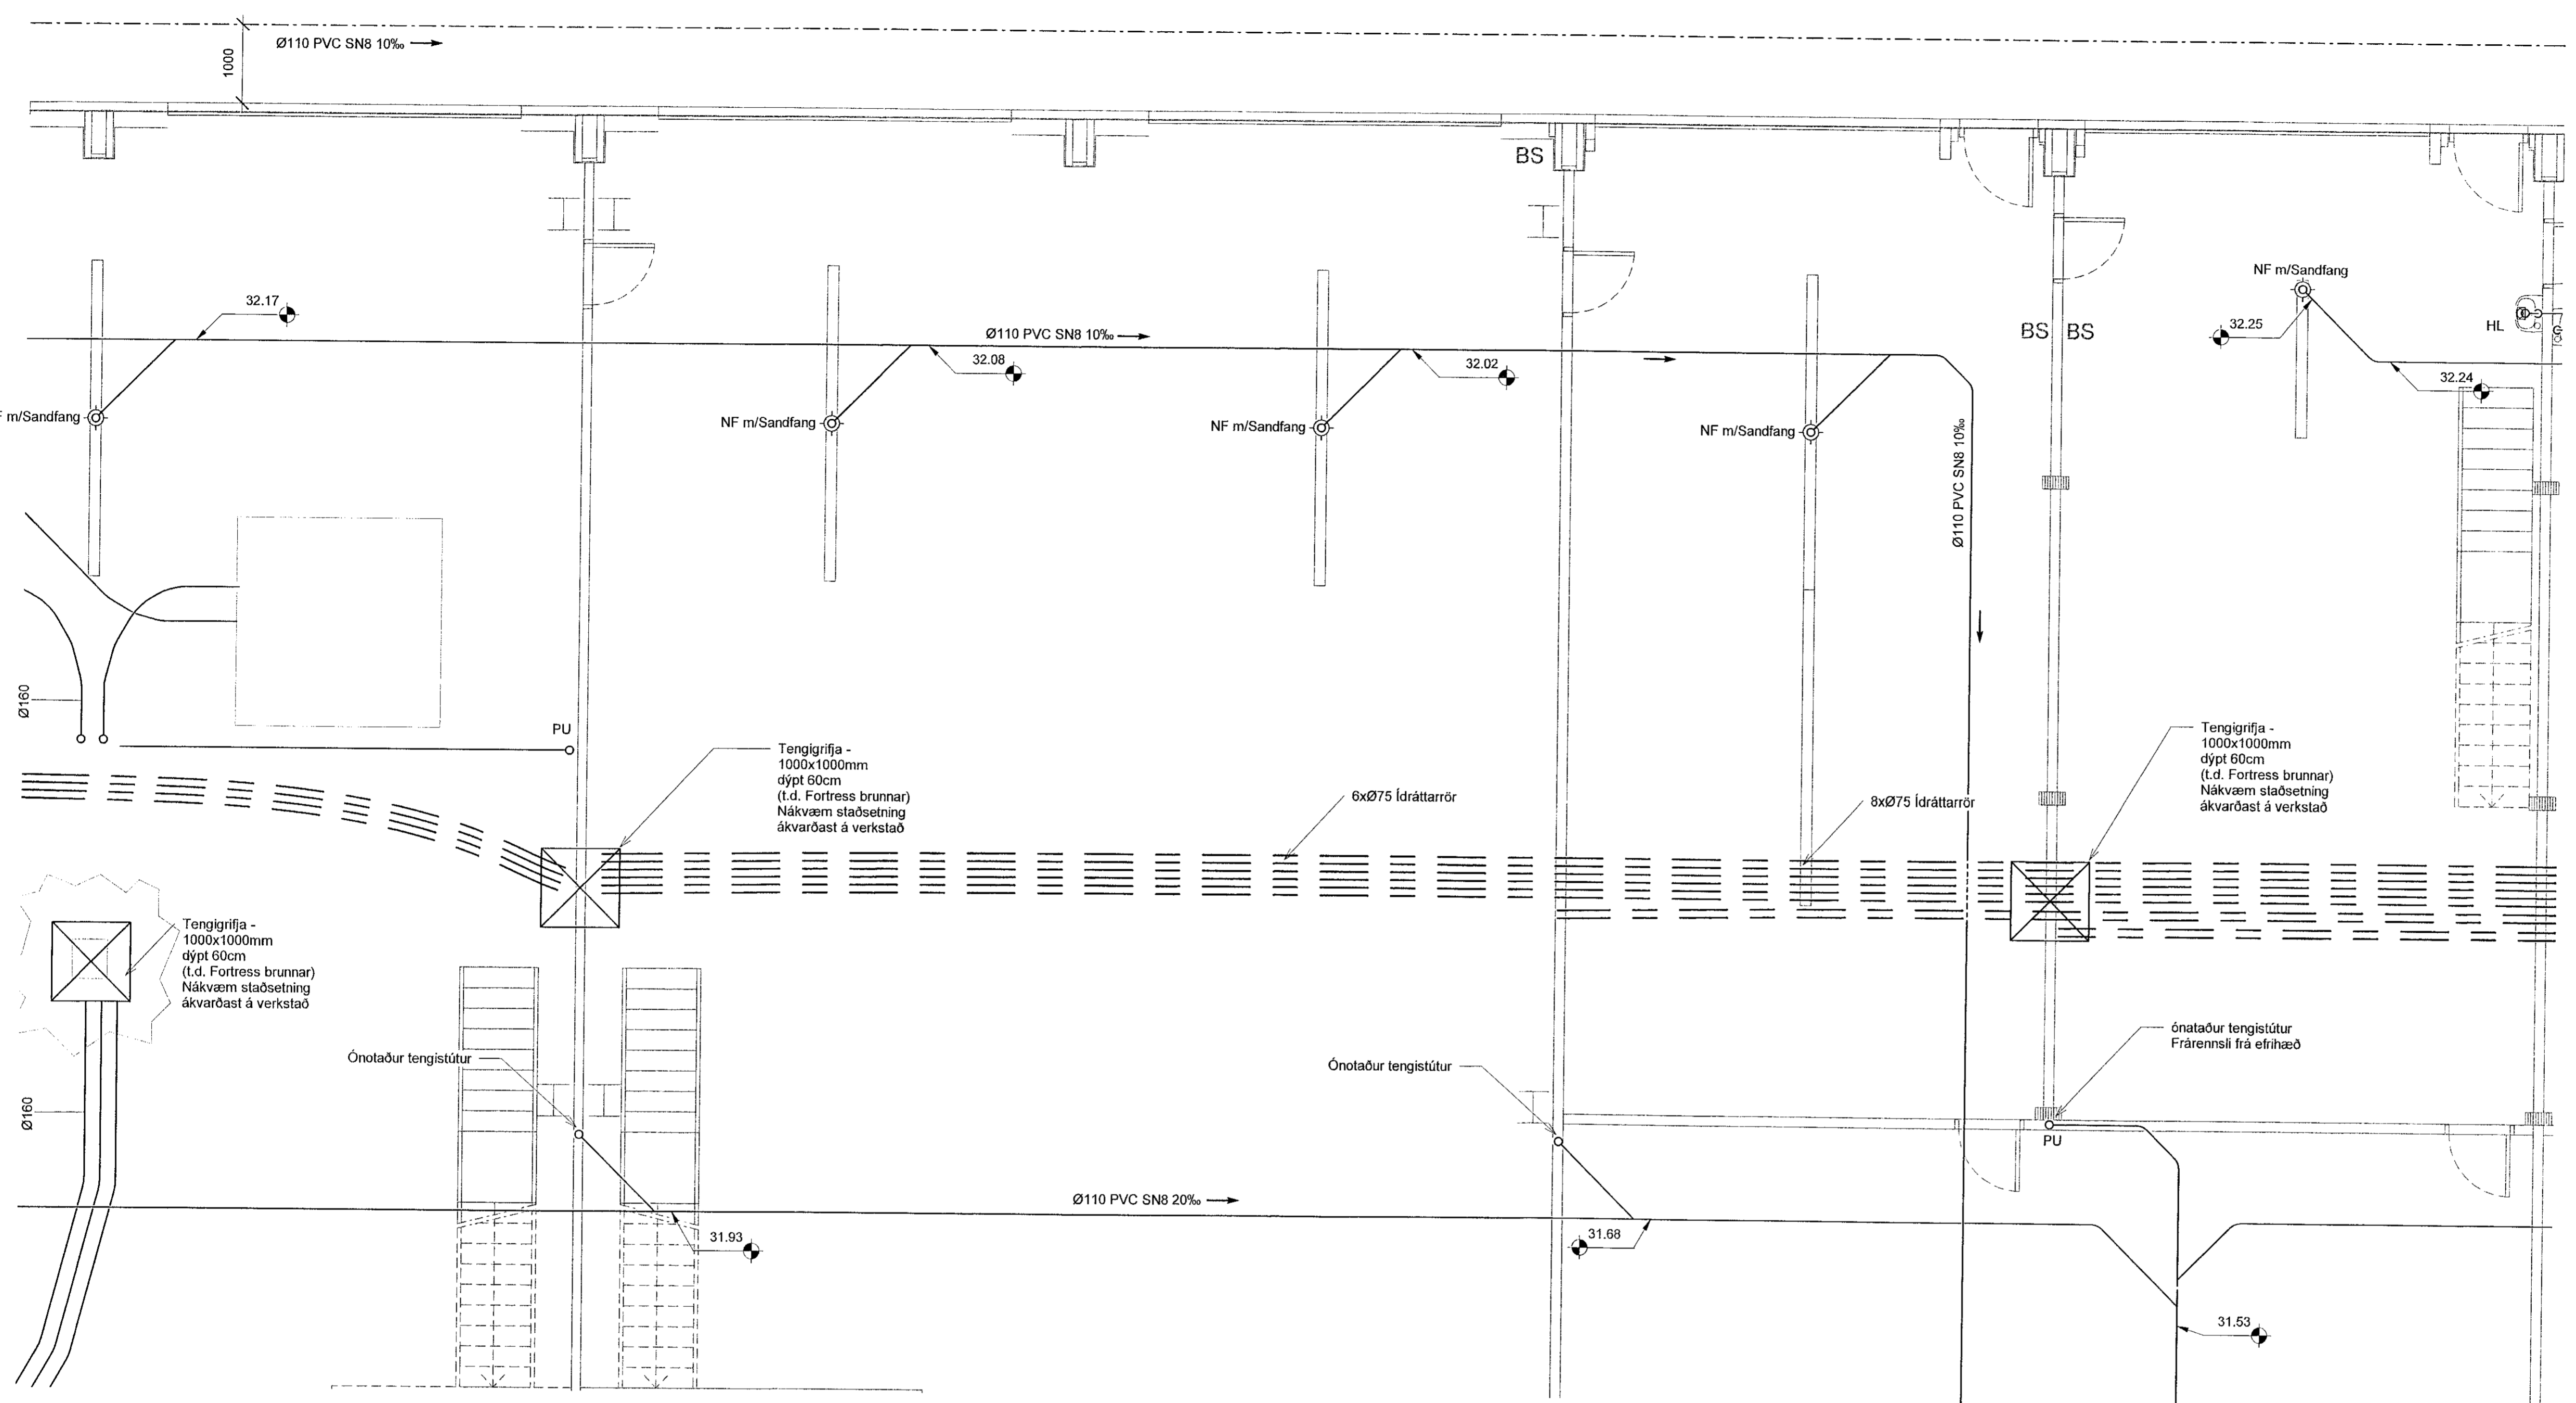 Ø110 PVC SN8 10‰
1000
BS
NF m/Sandfang
32.17
Ø110 PVC SN8 10‰
32.08
32.02
32.25
HL
BS BS
32.24
m/Sandfang
NF m/Sandfang
NF m/Sandfang
NF m/Sandfang
Ø110 PVC SN8 10‰
Ø160
PU
Tengigrifja -
1000x1000mm
dýpt 60cm
(t.d. Fortress brunnar)
Nákvæm staðsetning
ákvarðast á verkstað
6xØ75 Ídráttarrör
8xØ75 Ídráttarrör
Tengigrifja -
1000x1000mm
dýpt 60cm
(t.d. Fortress brunnar)
Nákvæm staðsetning
ákvarðast á verkstað
Tengigrifja -
1000x1000mm
dýpt 60cm
(t.d. Fortress brunnar)
Nákvæm staðsetning
ákvarðast á verkstað
Ø160
Ónotaður tengistútur
Ónotaður tengistútur
ónataður tengistútur
Frárennsli frá efrihæð
PU
Ø110 PVC SN8 20‰
31.93
31.68
31.53